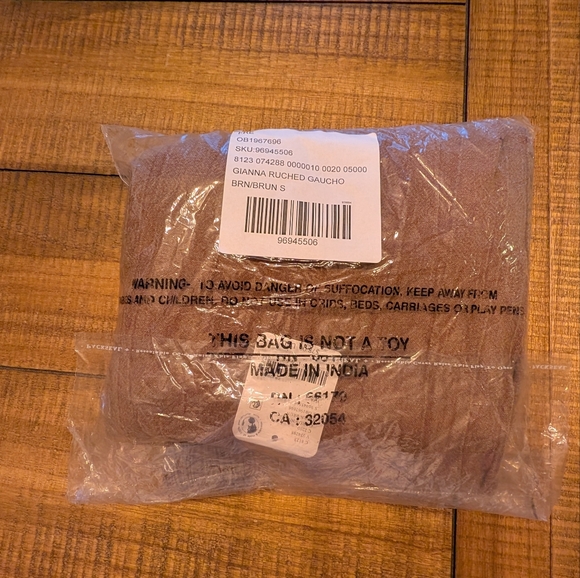 OB1967696
SKU:96945506
8123 074288 0000010 0020 05000
GIANNA RUCHED GAUCHO
BRN/BRUN S
96945506
WARNING- TO AVOID DANGER OF SUFFOCATION, KEEP AWAY FROM
AND CHILDREN, DO NOT USE IN CRIBS, BEDS, CARRIAGES OR PLAY PENS
THIS BAG IS NOT A TOY
MADE IN INDIA
RN : 66170
CA : 32054